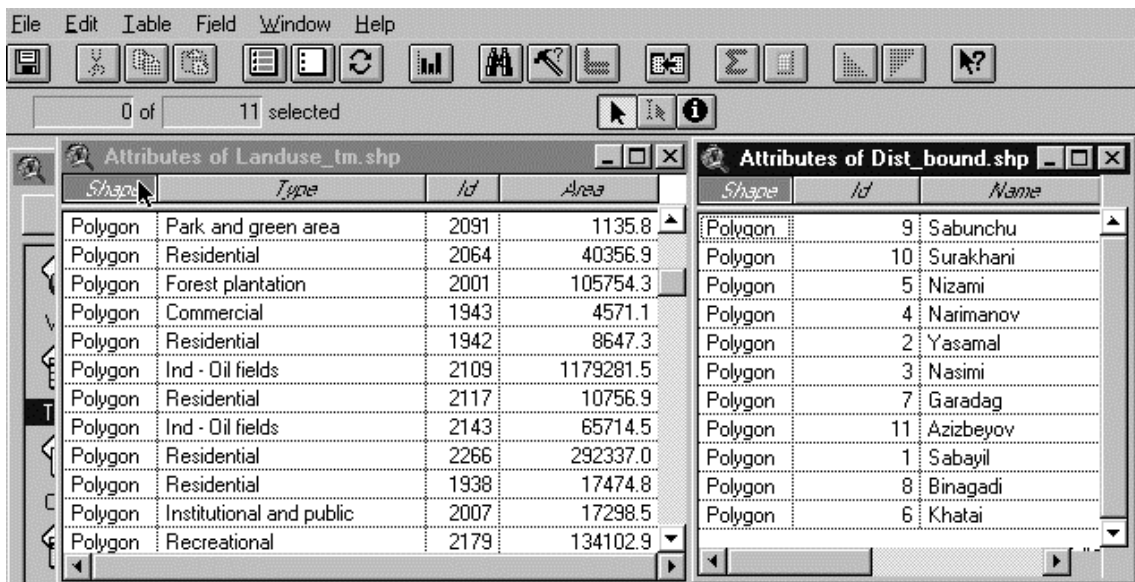 File Edit Table Field Window Help
0 of 11 selected
Attributes of Landuse_tm.shp
Shape Type Id Area
Polygon Park and green area 2091 1135.8
Polygon Residential 2064 40356.9
Polygon Forest plantation 2001 105754.3
Polygon Commercial 1943 4571.1
Polygon Residential 1942 8647.3
Polygon Ind - Oil fields 2109 1179281.5
Polygon Residential 2117 10756.9
Polygon Ind - Oil fields 2143 65714.5
Polygon Residential 2266 292337.0
Polygon Residential 1938 17474.8
Polygon Institutional and public 2007 17298.5
Polygon Recreational 2179 134102.9
Attributes of Dist_bound.shp
Shape Id Name
Polygon 9 Sabunchu
Polygon 10 Surakhani
Polygon 5 Nizami
Polygon 4 Narimanov
Polygon 2 Yasamal
Polygon 3 Nasimi
Polygon 7 Garadag
Polygon 11 Azizbeyov
Polygon 1 Sabayil
Polygon 8 Binagadi
Polygon 6 Khatai